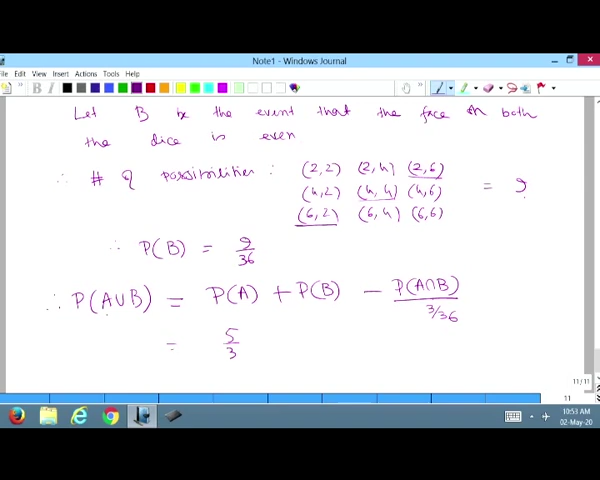 Note1 - Windows Journal
File Edit View Insert Actions Tools Help
Let B be the event that the face on both
the dice is even
∴ # of possibilities : (2,2) (2,4) (2,6)
(4,2) (4,4) (4,6) = 9
(6,2) (6,4) (6,6)
∴ P(B) = 9/36
∴ P(A∪B) = P(A) + P(B) - P(A∩B)
3/36
= 5/3
11/11
11
10:53 AM
02-May-20